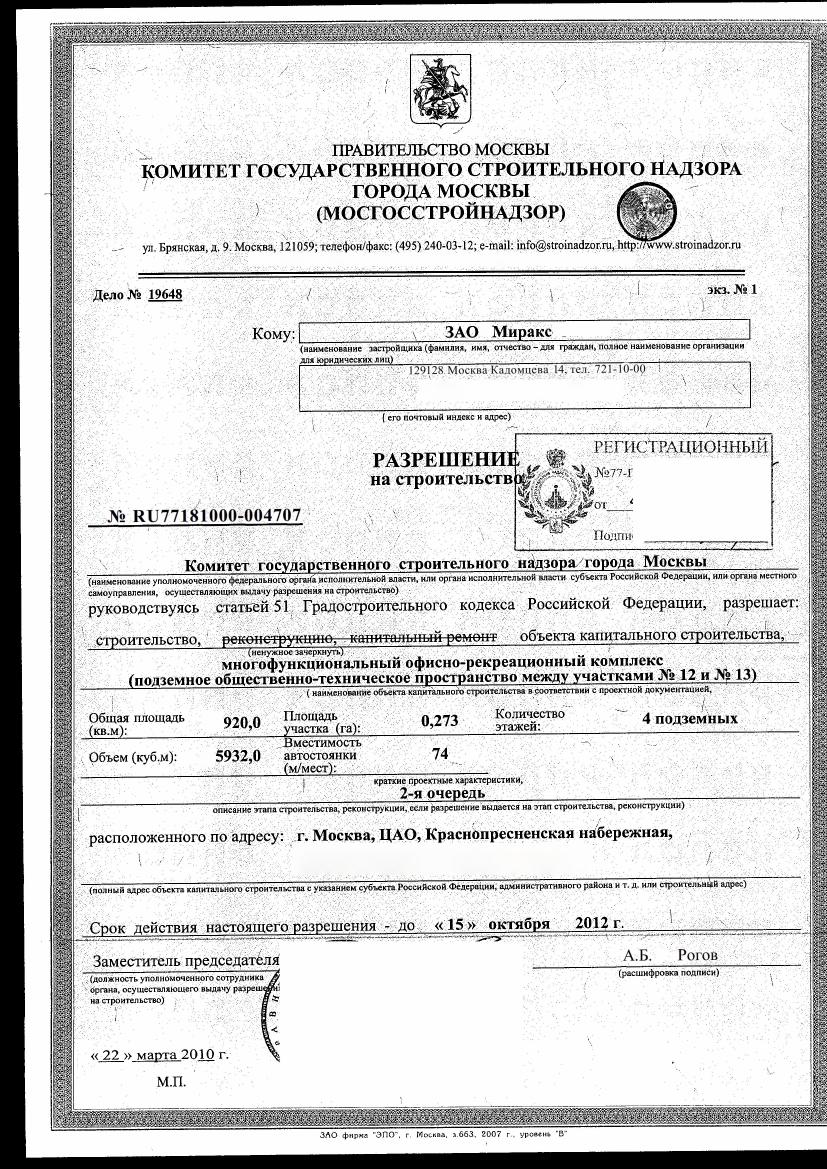 ПРАВИТЕЛЬСТВО МОСКВЫ
КОМИТЕТ ГОСУДАРСТВЕННОГО СТРОИТЕЛЬНОГО НАДЗОРА
ГОРОДА МОСКВЫ
(МОСГОССТРОЙНАДЗОР)
ул. Брянская, д. 9. Москва, 121059; телефон/факс: (495) 240-03-12; e-mail: info@stroinadzor.ru, http://www.stroinadzor.ru
Дело № 19648
экз. № 1
Кому: ЗАО Миракс
(наименование застройщика (фамилия, имя, отчество – для граждан, полное наименование организации
для юридических лиц)
129128 Москва Кадомцева 14, тел. 721-10-00
( его почтовый индекс и адрес)
РАЗРЕШЕНИЕ
на строительство
РЕГИСТРАЦИОННЫЙ
№77-Г
от
Подпи
№ RU77181000-004707
Комитет государственного строительного надзора города Москвы
(наименование уполномоченного федерального органа исполнительной власти, или органа исполнительной власти субъекта Российской Федерации, или органа местного
самоуправления, осуществляющих выдачу разрешения на строительство)
руководствуясь статьей 51 Градостроительного кодекса Российской Федерации, разрешает:
строительство, реконструкцию, капитальный ремонт объекта капитального строительства,
(ненужное зачеркнуть)
многофункциональный офисно-рекреационный комплекс
(подземное общественно-техническое пространство между участками № 12 и № 13)
( наименование объекта капитального строительства в соответствии с проектной документацией,
Общая площадь (кв.м): 920,0 Площадь участка (га): 0,273 Количество этажей: 4 подземных
Объем (куб.м): 5932,0 Вместимость автостоянки (м/мест): 74
краткие проектные характеристики,
2-я очередь
описание этапа строительства, реконструкции, если разрешение выдается на этап строительства, реконструкции)
расположенного по адресу: г. Москва, ЦАО, Краснопресненская набережная,
(полный адрес объекта капитального строительства с указанием субъекта Российской Федерации, административного района и т. д. или строительный адрес)
Срок действия настоящего разрешения - до « 15 » октября 2012 г.
Заместитель председателя
А.Б. Рогов
(должность уполномоченного сотрудника
органа, осуществляющего выдачу разрешени
на строительство)
(расшифровка подписи)
« 22 » марта 2010 г.
М.П.
ЗАО фирма "ЭПО", г. Москва, з.663, 2007 г., уровень "В"